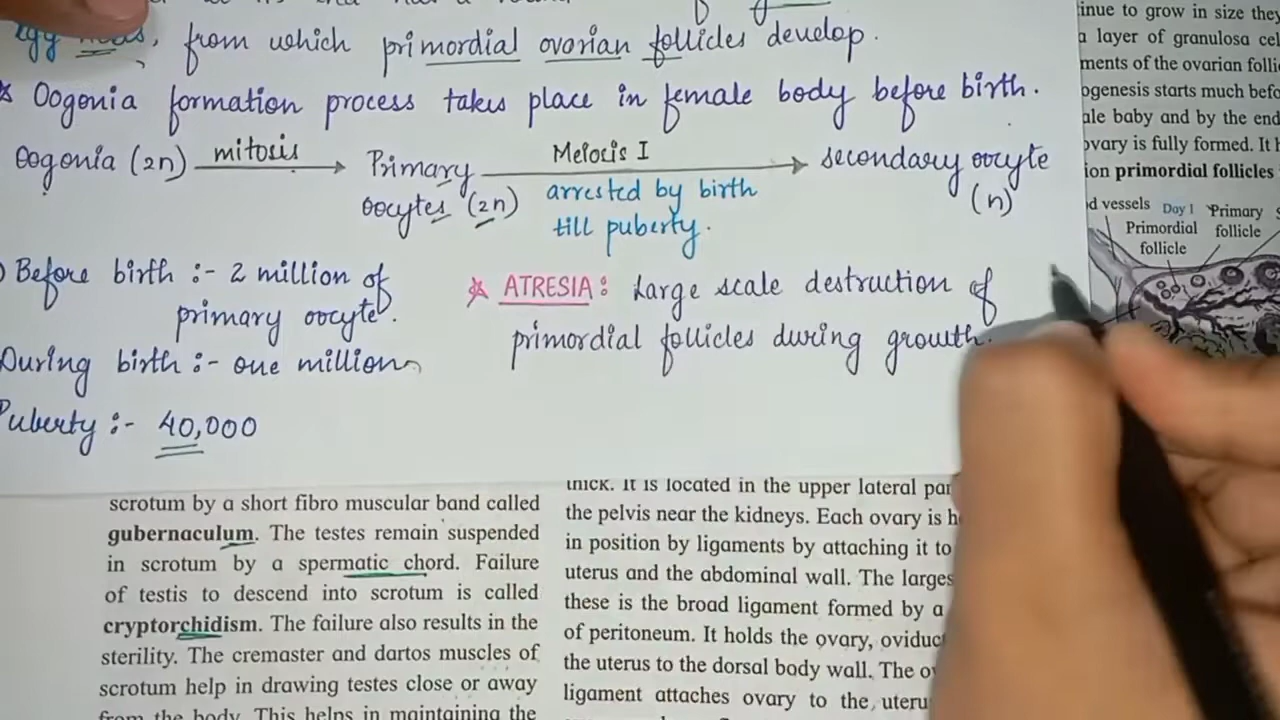 from which primordial ovarian follicles develop.
Oogonia formation process takes place in female body before birth.
Oogonia (2n) mitosis Primary oocytes (2n) Meiosis I arrested by birth till puberty. secondary oocyte (n)
Before birth :- 2 million of
primary oocyte.
During birth :- one million
Puberty :- 40,000
ATRESIA : Large scale destruction of
primordial follicles during growth.
inue to grow in size they
a layer of granulosa cel
ments of the ovarian folli
ogenesis starts much befo
ale baby and by the end
ovary is fully formed. It h
ion primordial follicles
d vessels Day 1 Primary
Primordial follicle
follicle
scrotum by a short fibro muscular band called
gubernaculum. The testes remain suspended
in scrotum by a spermatic chord. Failure
of testis to descend into scrotum is called
cryptorchidism. The failure also results in the
sterility. The cremaster and dartos muscles of
scrotum help in drawing testes close or away
from the body. This helps in maintaining the
thick. It is located in the upper lateral par
the pelvis near the kidneys. Each ovary is h
in position by ligaments by attaching it to
uterus and the abdominal wall. The larges
these is the broad ligament formed by a
of peritoneum. It holds the ovary, oviduc
the uterus to the dorsal body wall. The o
ligament attaches ovary to the uteru